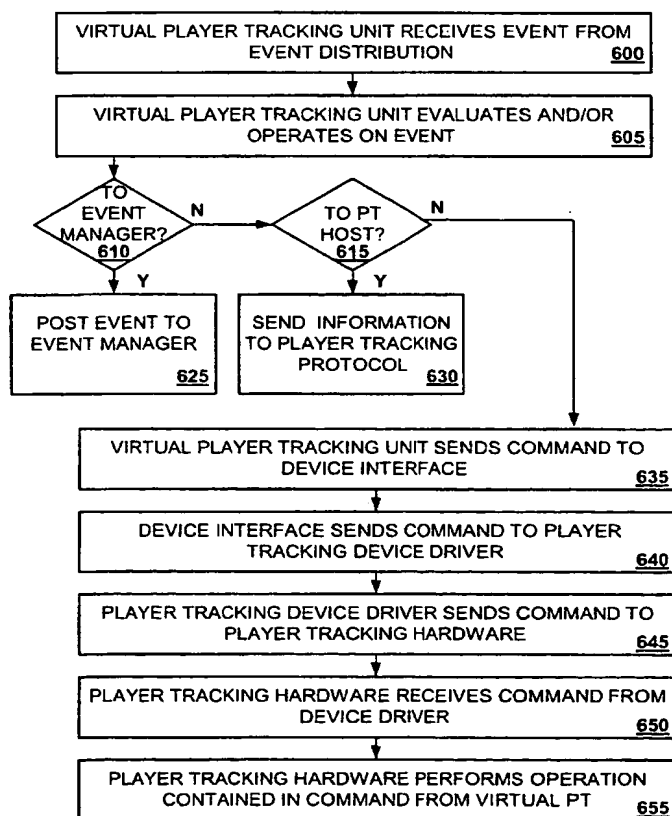 VIRTUAL PLAYER TRACKING UNIT RECEIVES EVENT FROM
EVENT DISTRIBUTION
600
VIRTUAL PLAYER TRACKING UNIT EVALUATES AND/OR
OPERATES ON EVENT
605
TO
EVENT
MANAGER?
610
N
TO PT
HOST?
615
N
Y
Y
POST EVENT TO
EVENT MANAGER
625
SEND INFORMATION
TO PLAYER TRACKING
PROTOCOL
630
VIRTUAL PLAYER TRACKING UNIT SENDS COMMAND TO
DEVICE INTERFACE
635
DEVICE INTERFACE SENDS COMMAND TO PLAYER
TRACKING DEVICE DRIVER
640
PLAYER TRACKING DEVICE DRIVER SENDS COMMAND TO
PLAYER TRACKING HARDWARE
645
PLAYER TRACKING HARDWARE RECEIVES COMMAND FROM
DEVICE DRIVER
650
PLAYER TRACKING HARDWARE PERFORMS OPERATION
CONTAINED IN COMMAND FROM VIRTUAL PT
655